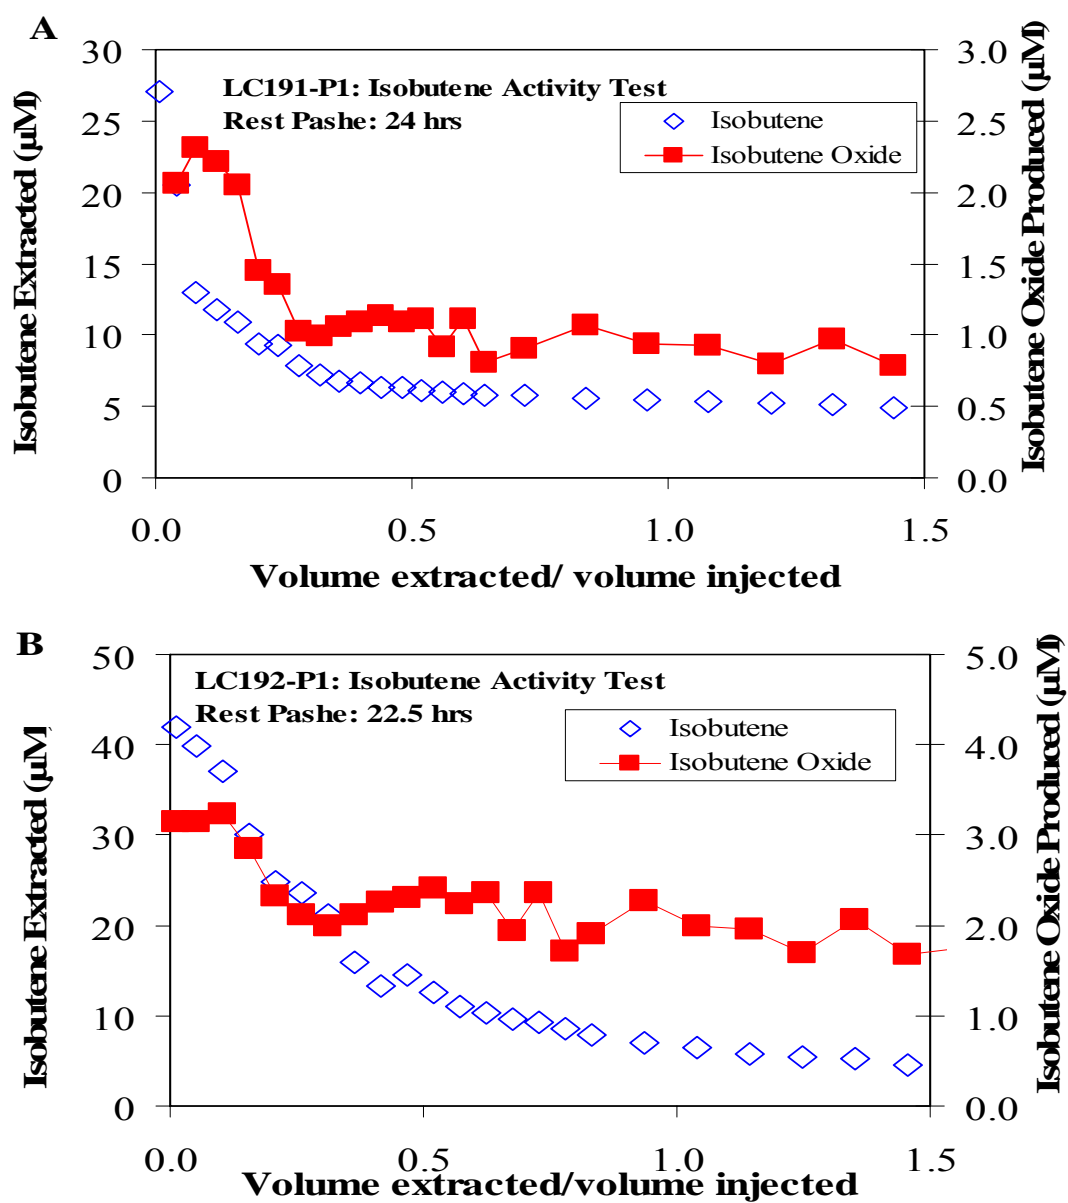 A
LC191-P1: Isobutene Activity Test
Rest Pashe: 24 hrs
Isobutene
Isobutene Oxide
Isobutene Extracted (µM)
30
25
20
15
10
5
0
3.0
2.5
2.0
1.5
1.0
0.5
0.0
Isobutene Oxide Produced (µM)
0.0 0.5 1.0 1.5
Volume extracted/ volume injected
B
LC192-P1: Isobutene Activity Test
Rest Pashe: 22.5 hrs
Isobutene
Isobutene Oxide
Isobutene Extracted (µM)
50
40
30
20
10
0
5.0
4.0
3.0
2.0
1.0
0.0
Isobutene Oxide Produced (µM)
0.0 0.5 1.0 1.5
Volume extracted/volume injected